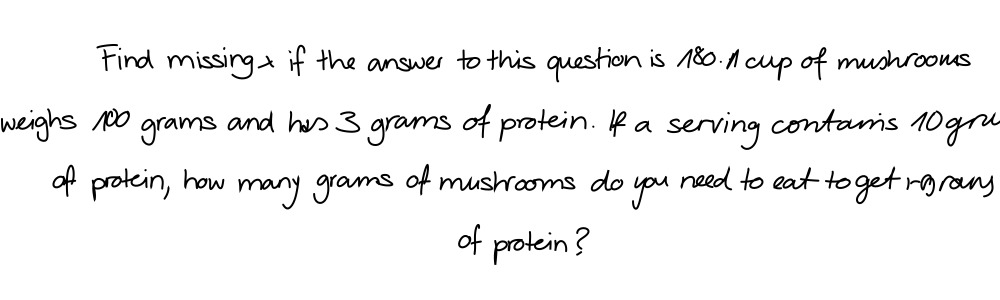 Find missing x if the answer to this question is 180. 1 cup of mushrooms
weighs 100 grams and has 3 grams of protein. If a serving contains 10
of protein, how many grams of mushrooms do you need to eat to get
of protein?